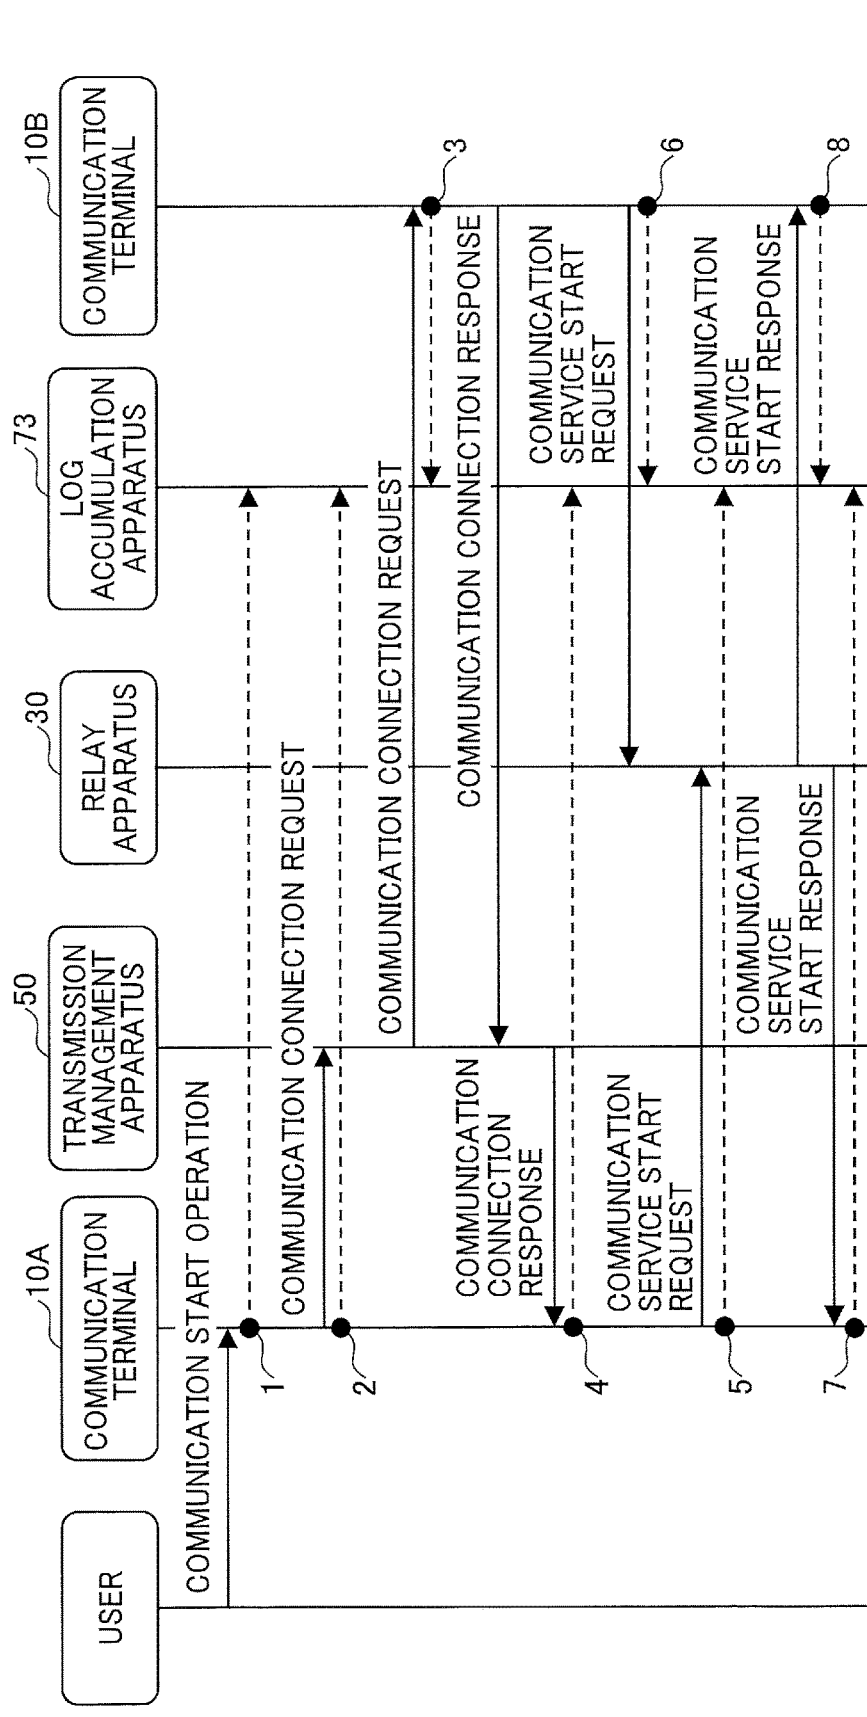 USER
10A
COMMUNICATION
TERMINAL
50
TRANSMISSION
MANAGEMENT
APPARATUS
30
RELAY
APPARATUS
73
LOG
ACCUMULATION
APPARATUS
10B
COMMUNICATION
TERMINAL
COMMUNICATION START OPERATION
1
COMMUNICATION CONNECTION REQUEST
2
COMMUNICATION CONNECTION REQUEST
3
COMMUNICATION CONNECTION RESPONSE
COMMUNICATION
CONNECTION
RESPONSE
4
COMMUNICATION
SERVICE START
REQUEST
6
COMMUNICATION
SERVICE START
REQUEST
5
COMMUNICATION
SERVICE
START RESPONSE
8
COMMUNICATION
SERVICE
START RESPONSE
7